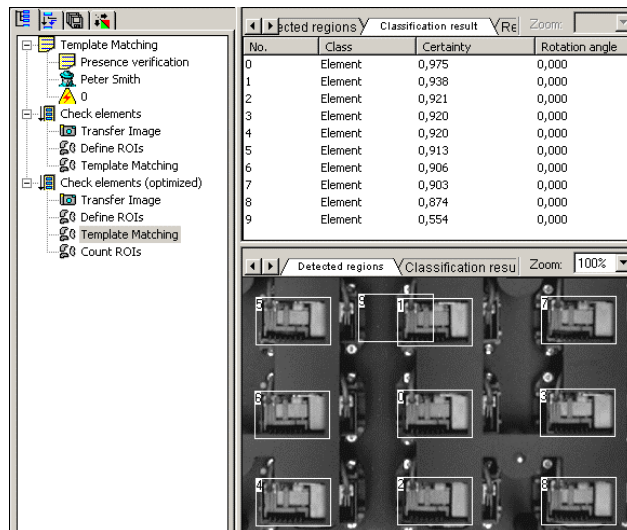 Template Matching
Presence verification
Peter Smith
0
Check elements
Transfer Image
Define ROIs
Template Matching
Check elements (optimized)
Transfer Image
Define ROIs
Template Matching
Count ROIs
ected regions Classification result Re Zoom:
No. Class Certainty Rotation angle
0 Element 0,975 0,000
1 Element 0,938 0,000
2 Element 0,921 0,000
3 Element 0,920 0,000
4 Element 0,920 0,000
5 Element 0,913 0,000
6 Element 0,906 0,000
7 Element 0,903 0,000
8 Element 0,874 0,000
9 Element 0,554 0,000
Detected regions Classification resu Zoom: 100%
5 9 1 7
6 0 3
4 2 8